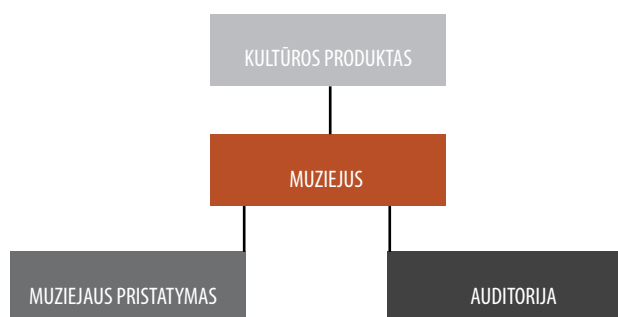 KULTŪROS PRODUKTAS
MUZIEJUS
MUZIEJAUS PRISTATYMAS
AUDITORIJA